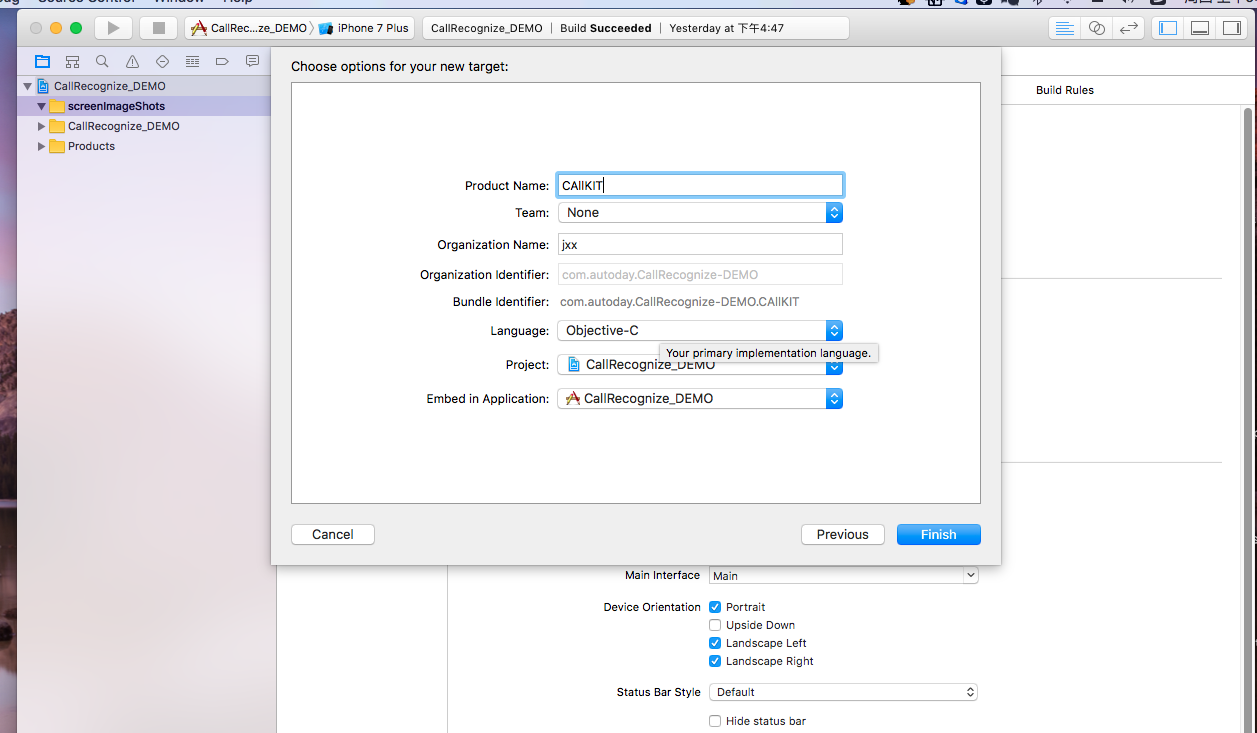 Source Control Window Help
CallRec...ze_DEMO
iPhone 7 Plus
CallRecognize_DEMO | Build Succeeded | Yesterday at 下午4:47
CallRecognize_DEMO
screenImageShots
CallRecognize_DEMO
Products
Choose options for your new target:
Build Rules
Product Name: CAllKIT
Team: None
Organization Name: jxx
Organization Identifier: com.autoday.CallRecognize-DEMO
Bundle Identifier: com.autoday.CallRecognize-DEMO.CAllKIT
Language: Objective-C
Your primary implementation language.
Project: CallRecognize_DEMO
Embed in Application: CallRecognize_DEMO
Cancel
Previous
Finish
Main Interface Main
Device Orientation Portrait
Upside Down
Landscape Left
Landscape Right
Status Bar Style Default
Hide status bar